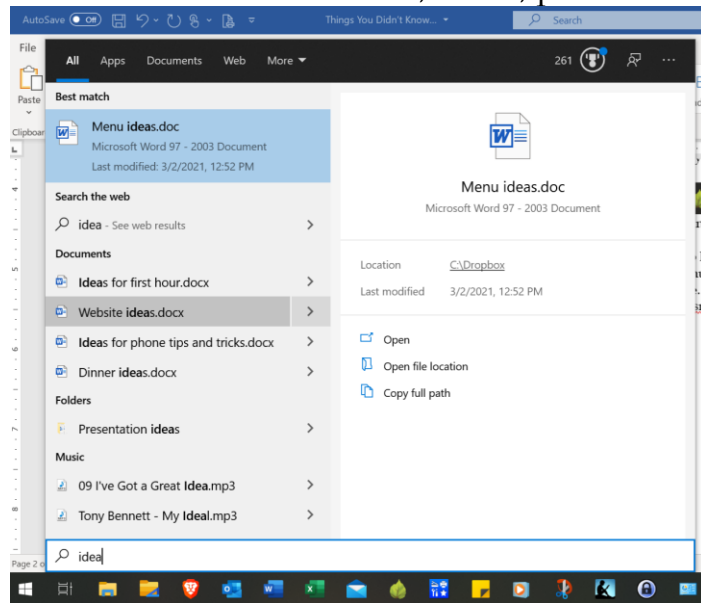 AutoSave Off Things You Didn't Know... Search
File
All Apps Documents Web More 261 ...
Paste
Clipboar
Best match
Menu ideas.doc
Microsoft Word 97 - 2003 Document
Last modified: 3/2/2021, 12:52 PM
Search the web
idea - See web results
Documents
Ideas for first hour.docx
Website ideas.docx
Ideas for phone tips and tricks.docx
Dinner ideas.docx
Folders
Presentation ideas
Music
09 I've Got a Great Idea.mp3
Tony Bennett - My Ideal.mp3
Menu ideas.doc
Microsoft Word 97 - 2003 Document
Location C:\Dropbox
Last modified 3/2/2021, 12:52 PM
Open
Open file location
Copy full path
idea
Page 2 o